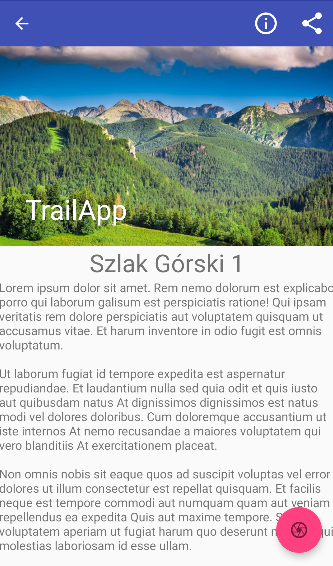 TrailApp
Szlak Górski 1
Lorem ipsum dolor sit amet. Rem nemo dolorum est explicabo
porro qui laborum galisum est perspiciatis ratione! Qui ipsam
veritatis rem dolore perspiciatis aut voluptatem quisquam ut
accusamus vitae. Et harum inventore in odio fugit est omnis
voluptatum.
Ut laborum fugiat id tempore expedita est aspernatur
repudiandae. Et laudantium nulla sed quia odit et quis iusto
aut quibusdam natus At dignissimos dignissimos est natus
modi vel dolores doloribus. Cum doloremque accusantium ut
iste internos At nemo recusandae a maiores voluptatem qui
vero blanditiis At exercitationem placeat.
Non omnis nobis sit eaque quos ad suscipit voluptas vel error
dolores ut illum consectetur est repellat quisquam. Et facilis
neque est tempore commodi aut numquam quam aut veniam
repellendus ea expedita Quis aut maxime tempore.
voluptatem aperiam ut fugiat harum quo deserunt qui
molestias laboriosam id esse ullam.